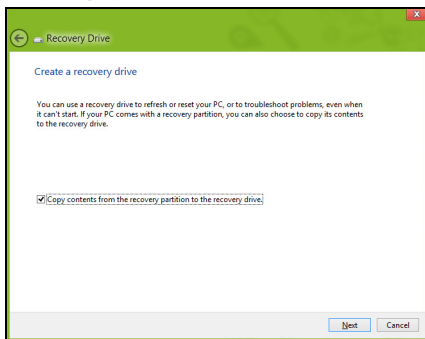 Recovery Drive
Create a recovery drive
You can use a recovery drive to refresh or reset your PC, or to troubleshoot problems, even when
it can't start. If your PC comes with a recovery partition, you can also choose to copy its contents
to the recovery drive.
Copy contents from the recovery partition to the recovery drive.
Next Cancel